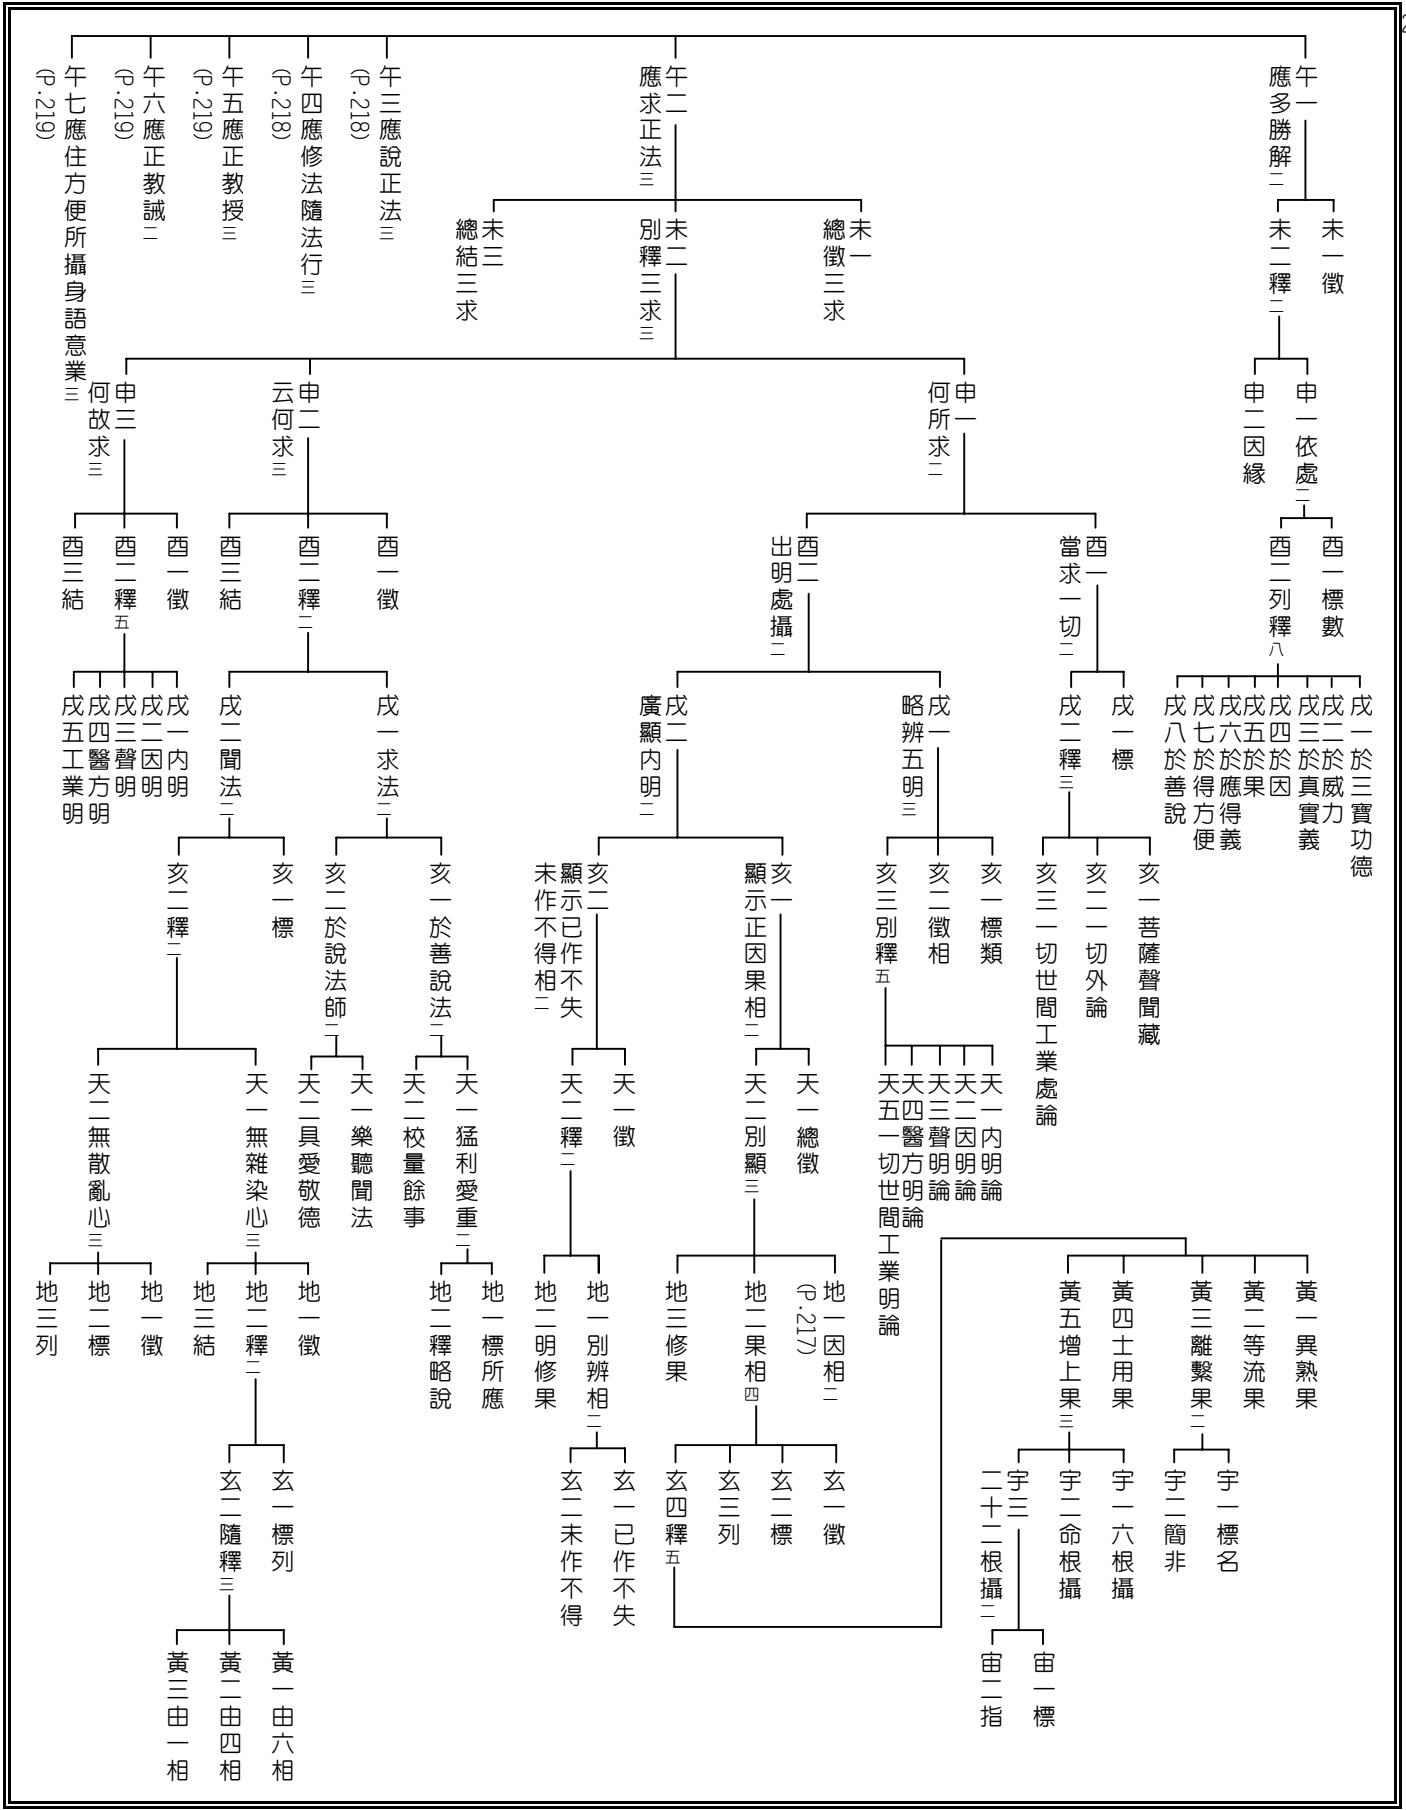 午一
應多勝解二
午二
應求正法三
午三應說正法三
(P.218)
午四應修法隨法行三
(P.218)
午五應正教授三
(P.219)
午六應正教誡二
(P.219)
午七應住方便所攝身語意業三
(P.219)
未一徵
未二釋二
未一
總徵三求
未二
別釋三求三
未三
總結三求
申一依處二
申二因緣
申一
何所求二
申二
云何求三
申三
何故求三
酉一標數
酉二列釋八
酉一
當求一切二
酉二
出明處攝二
酉一徵
酉二釋二
酉三結
酉一徵
酉二釋五
酉三結
戌一於三寶功德
戌二於威力
戌三於真實義
戌四於因
戌五於果
戌六於應得義
戌七於得方便
戌八於善說
戌一標
戌二釋三
戌一
略辨五明三
戌二
廣顯內明二
戌一求法二
戌二聞法二
戌一內明
戌二因明
戌三聲明
戌四醫方明
戌五工業明
亥一菩薩聲聞藏
亥二一切外論
亥三一切世間工業處論
亥一標類
亥二徵相
亥三別釋五
亥一
顯示正因果相二
亥二
顯示已作不失
未作不得相二
亥一於善說法二
亥二於說法師二
亥一標
亥二釋二
天一內明論
天二因明論
天三聲明論
天四醫方明論
天五一切世間工業明論
天一總徵
天二別顯三
天一徵
天二釋二
天一猛利愛重二
天二校量餘事
天一樂聽聞法
天二具愛敬德
天一無雜染心三
天二無散亂心三
黃一異熟果
黃二等流果
黃三離繫果二
黃四士用果
黃五增上果三
地一因相二
(P.217)
地二果相四
地三修果
地一別辨相二
地二明修果
地一標所應
地二釋略說
地一徵
地二釋二
地三結
地一徵
地二標
地三列
宇一標名
宇二簡非
宇一六根攝
宇二命根攝
宇三
二十二根攝二
玄一徵
玄二標
玄三列
玄四釋五
玄一已作不失
玄二未作不得
玄一標列
玄二隨釋三
宙一標
宙二指
黃一由六相
黃二由四相
黃三由一相